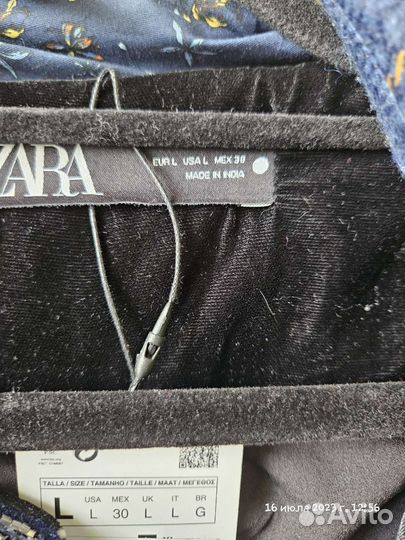 ZARA
EUR L USA L MEX 30
MADE IN INDIA
TALLA / SIZE / TAMANHO / TAILLE / MAAT / ΜΕΓΕΘΟΣ
USA MEX UK IT BR
L L 30 L L G
16 июля 2023 г., 12:56
Avito